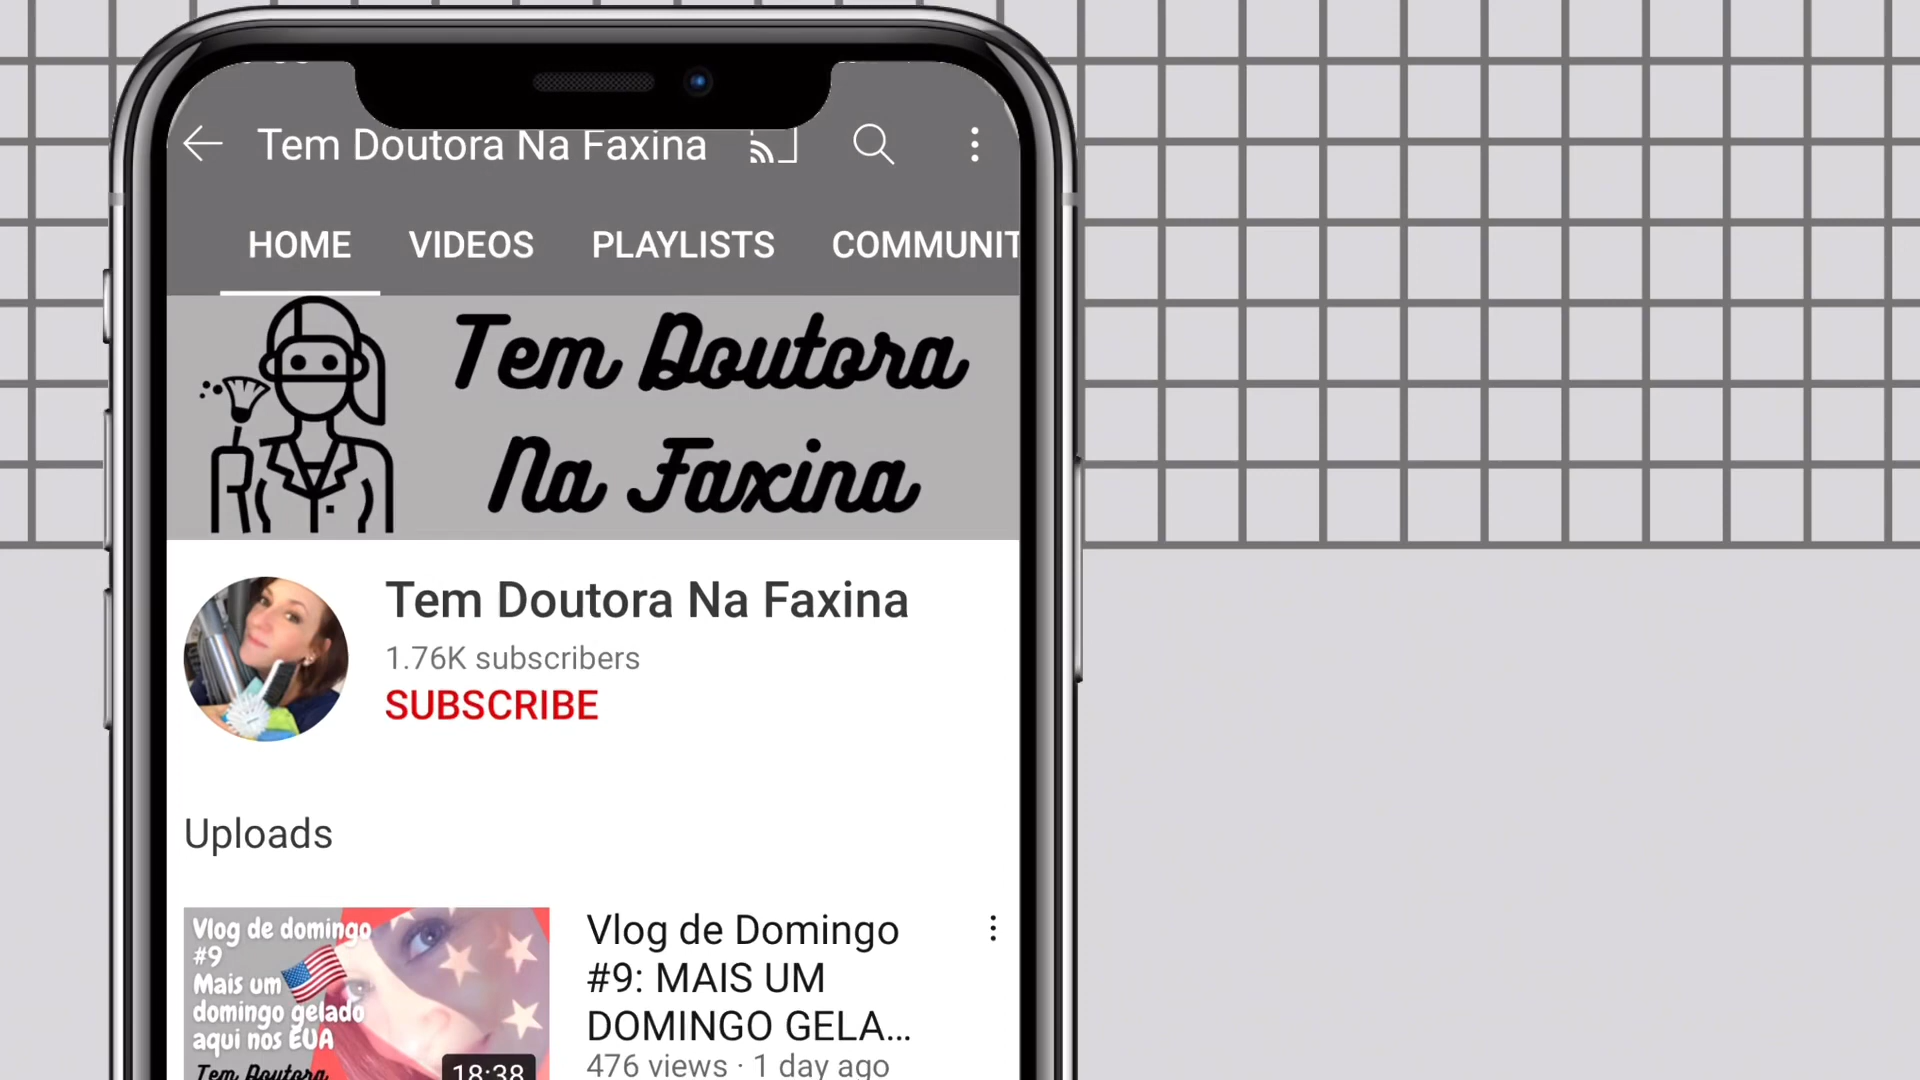 Tem Doutora Na Faxina
HOME VIDEOS PLAYLISTS COMMUNIT
Tem Doutora
Na Faxina
Tem Doutora Na Faxina
1.76K subscribers
SUBSCRIBE
Uploads
Vlog de domingo
#9
Mais um
domingo gelado
aqui nos EUA
Tem Doutora
18:38
Vlog de Domingo
#9: MAIS UM
DOMINGO GELA...
476 views · 1 day ago